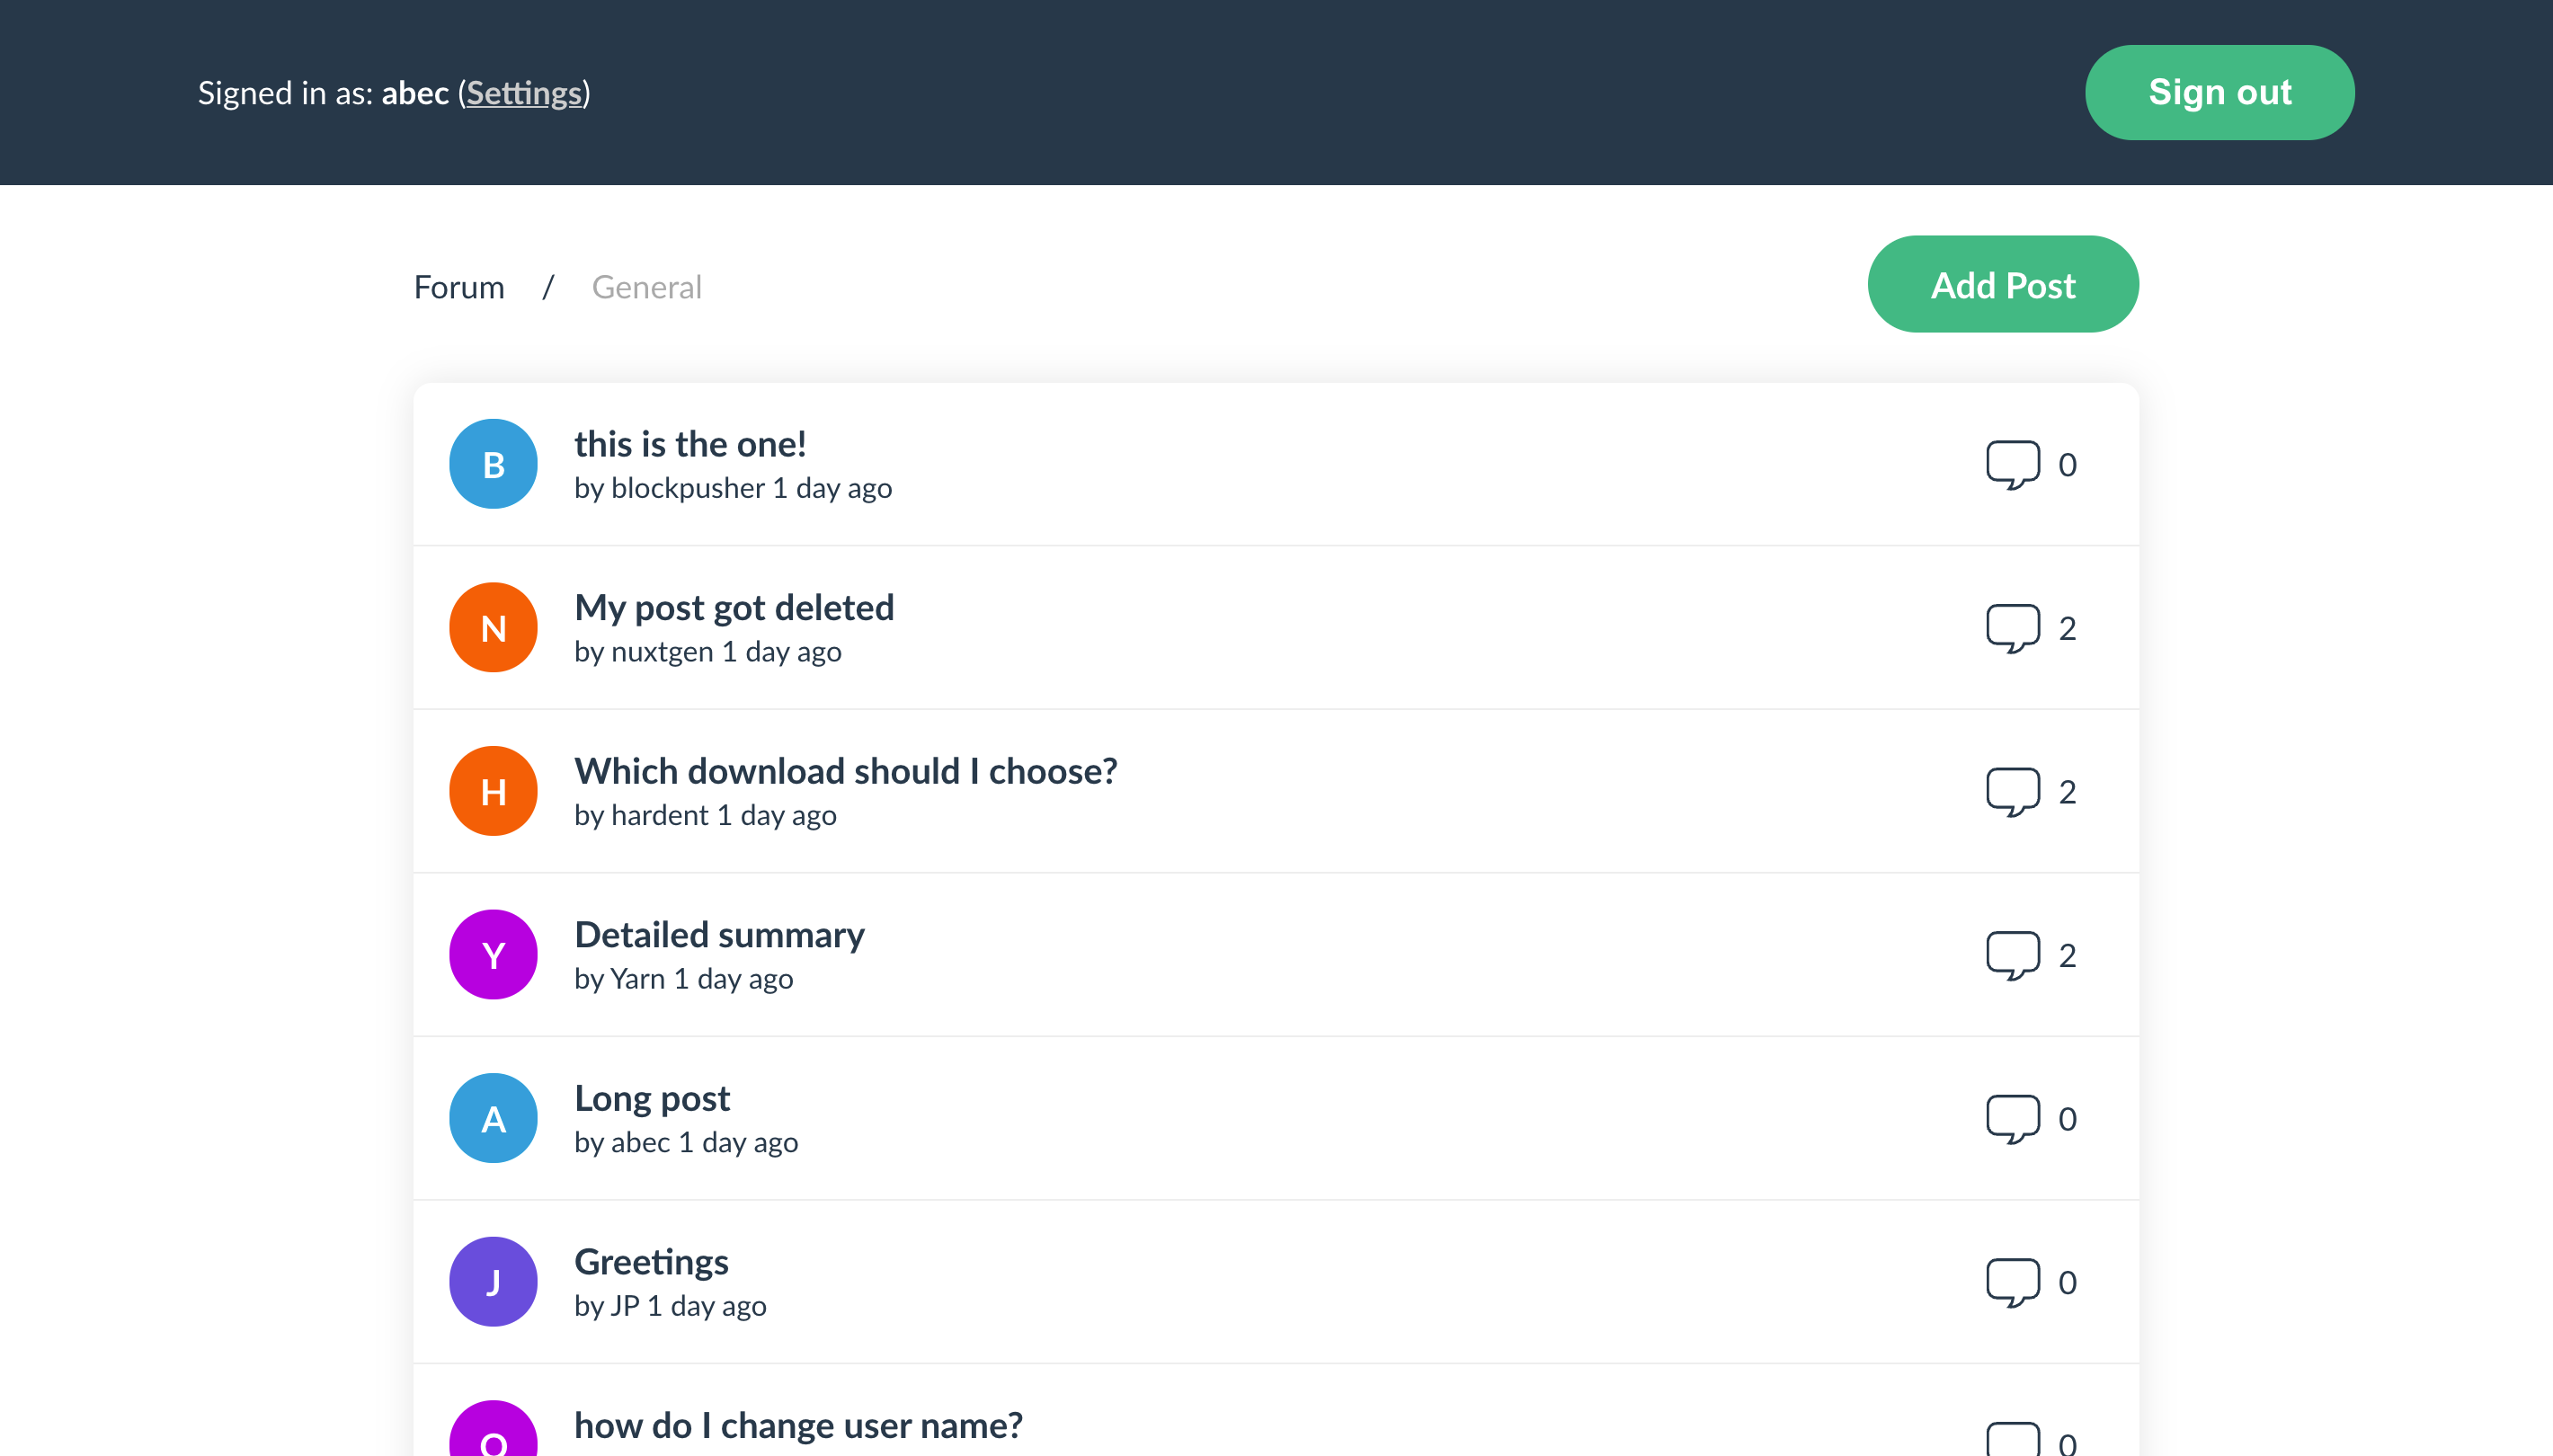 Signed in as: abec (Settings)
Sign out
Forum / General
Add Post
B
this is the one!
by blockpusher 1 day ago
0
N
My post got deleted
by nuxtgen 1 day ago
2
H
Which download should I choose?
by hardent 1 day ago
2
Y
Detailed summary
by Yarn 1 day ago
2
A
Long post
by abec 1 day ago
0
J
Greetings
by JP 1 day ago
0
how do I change user name?
0